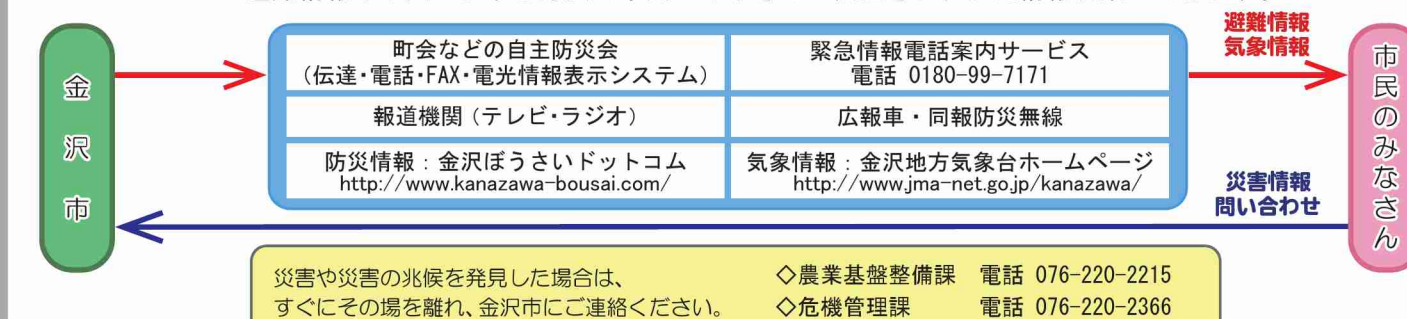 避難情報
気象情報
金沢市
町会などの自主防災会
(伝達・電話・FAX・電光情報表示システム)
緊急情報電話案内サービス
電話 0180-99-7171
報道機関(テレビ・ラジオ)
広報車・同報防災無線
防災情報:金沢ぼうさいドットコム
http://www.kanazawa-bousai.com/
気象情報:金沢地方気象台ホームページ
http://www.jma-net.go.jp/kanazawa/
市民のみなさん
災害情報
問い合わせ
災害や災害の兆候を発見した場合は、
すぐにその場を離れ、金沢市にご連絡ください。
◇農業基盤整備課 電話 076-220-2215
◇危機管理課 電話 076-220-2366